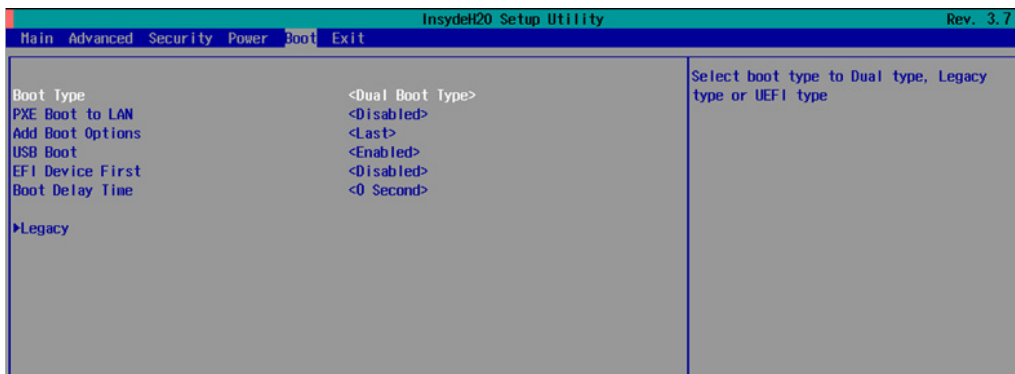 InsydeH20 Setup Utility Rev. 3.7
Main Advanced Security Power Boot Exit
Boot Type <Dual Boot Type>
PXE Boot to LAN <Disabled>
Add Boot Options <Last>
USB Boot <Enabled>
EFI Device First <Disabled>
Boot Delay Time <0 Second>
▶Legacy
Select boot type to Dual type, Legacy
type or UEFI type